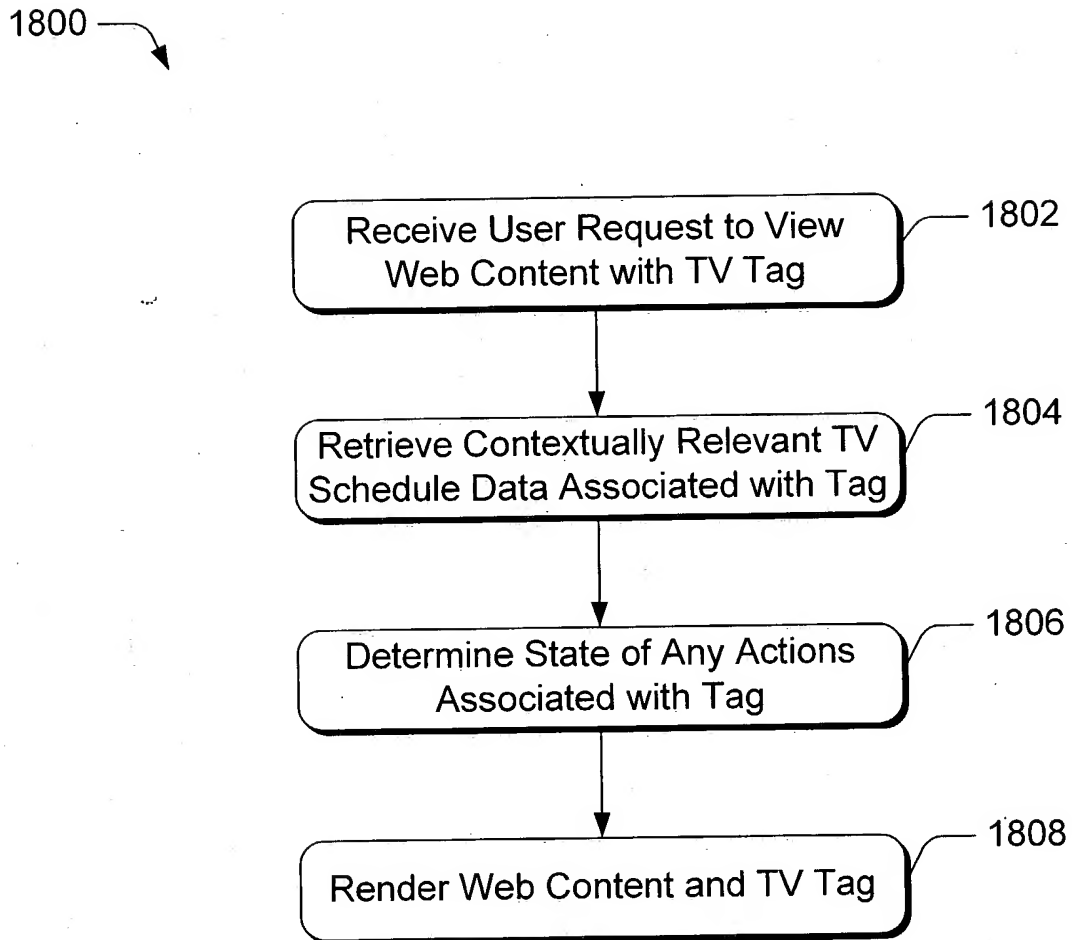 1800
Receive User Request to View
Web Content with TV Tag
1802
Retrieve Contextually Relevant TV
Schedule Data Associated with Tag
1804
Determine State of Any Actions
Associated with Tag
1806
Render Web Content and TV Tag
1808